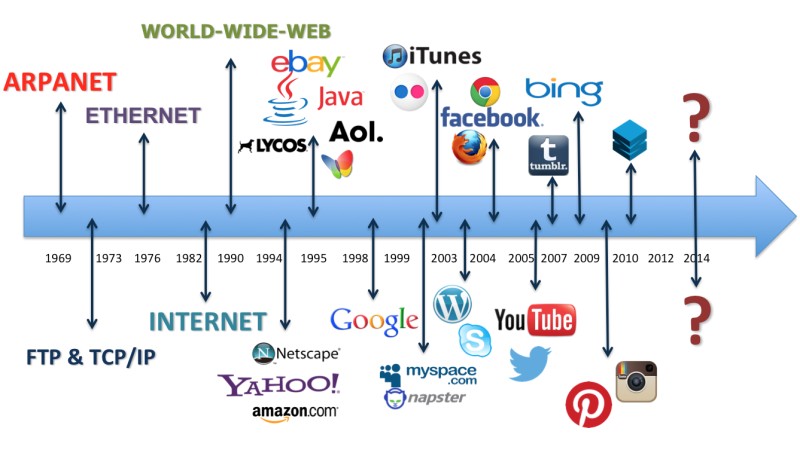 WORLD-WIDE-WEB
ARPANET
ETHERNET
ebay
Java
Java
LYCOS
Aol.
iTunes
facebook
bing
t
tumblr.
?
1969 1973 1976 1982 1990 1994 1995 1998 1999 2003 2004 2005 2007 2009 2010 2012 2014
FTP & TCP/IP
INTERNET
Netscape®
YAHOO!
amazon.com
Google
myspace
.com
napster
W
S
YouTube
P
?